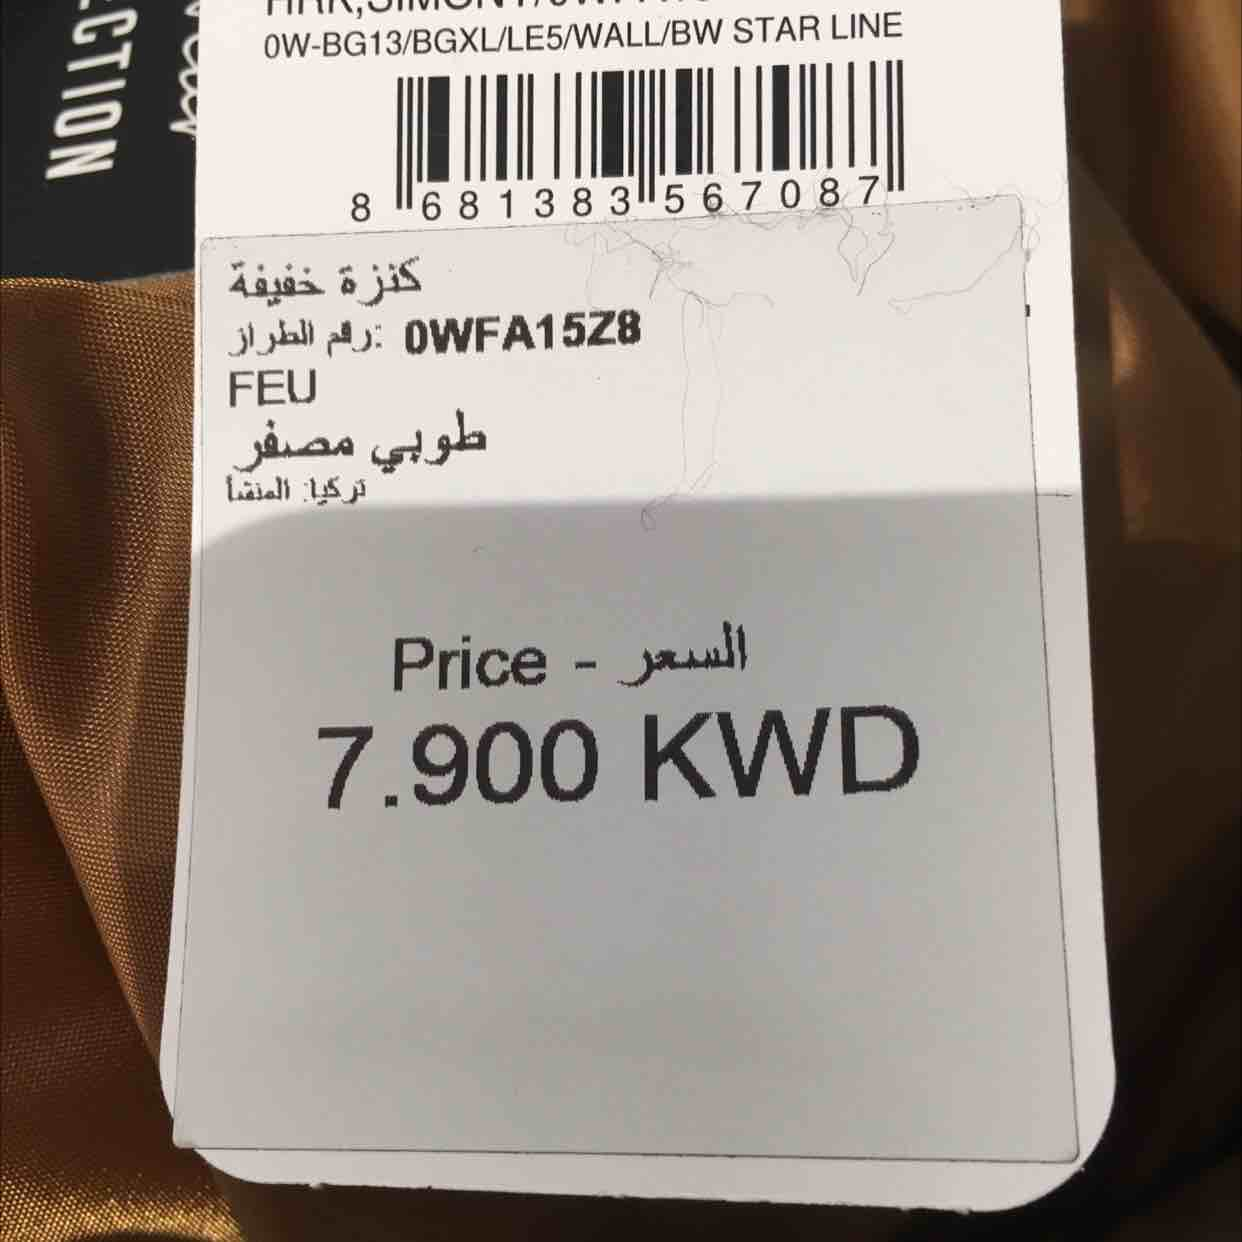 ECTION
0W-BG13/BGXL/LE5/WALL/BW STAR LINE
8 681383 567087
كنزة خفيفة
رقم الطراز: 0WFA15Z8
FEU
طوبي مصفر
تركيا: المنشأ
Price - السعر
7.900 KWD